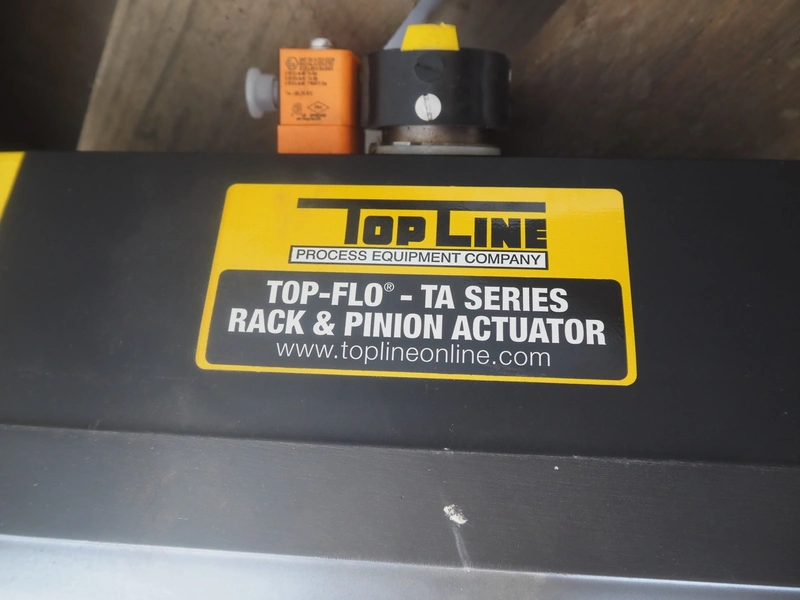 TOP LINE
PROCESS EQUIPMENT COMPANY
TOP-FLO® - TA SERIES
RACK & PINION ACTUATOR
www.toplineonline.com